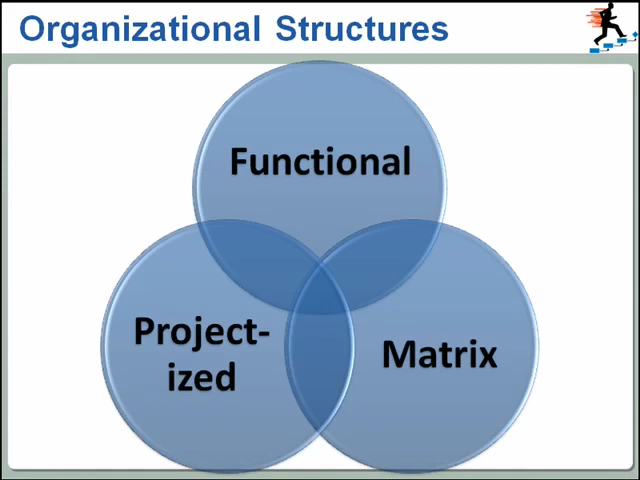 Organizational Structures
Functional
Project-
ized
Matrix